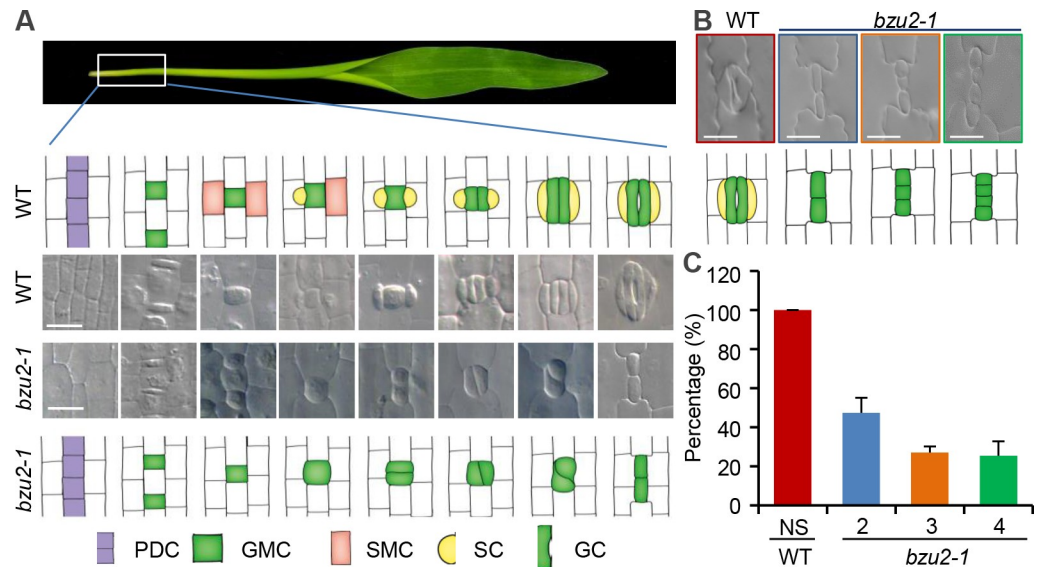 A
WT
WT
bzu2-1
bzu2-1
PDC GMC SMC SC GC
B
WT bzu2-1
C
Percentage (%)
120
100
80
60
40
20
0
NS 2 3 4
WT bzu2-1